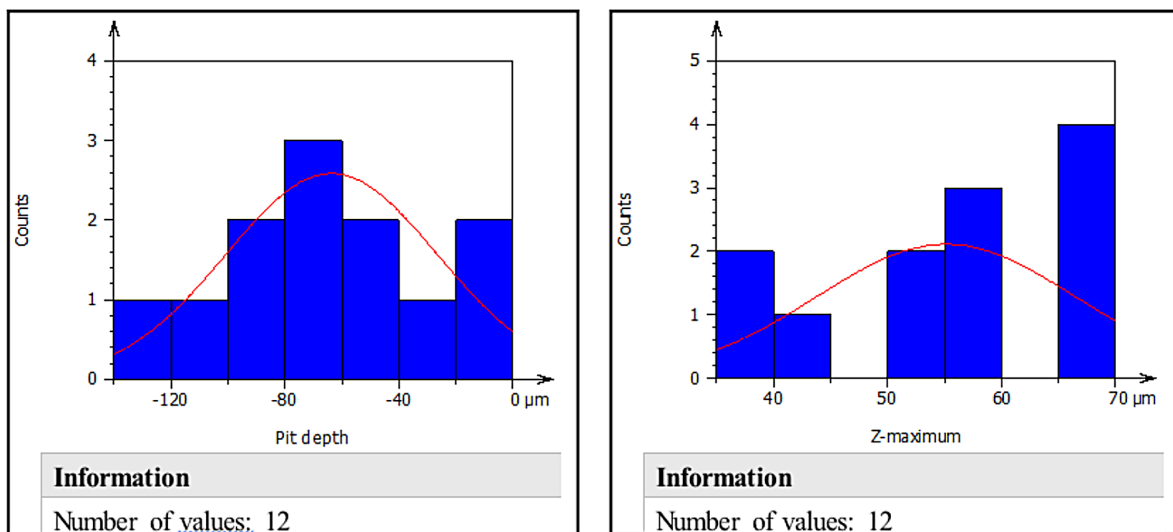 4
3
2
1
0
Counts
-120
-80
-40
0 µm
Pit depth
Information
Number of values: 12
5
4
3
2
1
0
Counts
40
50
60
70 µm
Z-maximum
Information
Number of values: 12